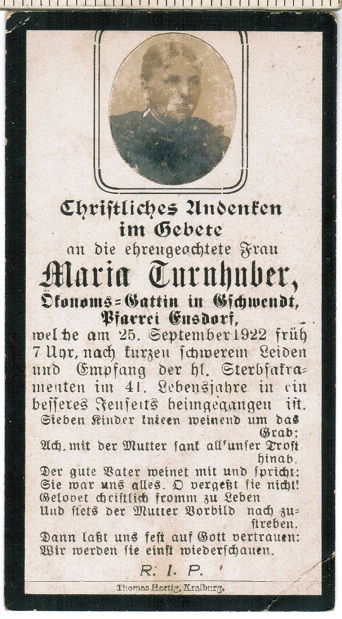 Christliches Andenken
im Gebete
an die ehrengeachtete Frau
Maria Turnhuber,
Ökonoms=Gattin in Gschwendt,
Pfarrei Ensdorf,
welche am 25. September 1922 früh
7 Uhr, nach kurzen schwerem Leiden
und Empfang der hl. Sterbsakra-
menten im 41. Lebensjahre in ein
besseres Jenseits heimgegangen ist.
Sieben Kinder knieen weinend um das
Grab:
Ach, mit der Mutter sank all'unser Trost
hinab.
Der gute Vater weinet mit und spricht:
Sie war uns alles. O vergeßt sie nicht!
Gelobet christlich fromm zu Leben
Und stets der Mutter Vorbild nach zu-
streben.
Dann laßt uns fest auf Gott vertrauen:
Wir werden sie einst wiederschauen.
R. I. P.
Thomas Hartig, Kraiburg.